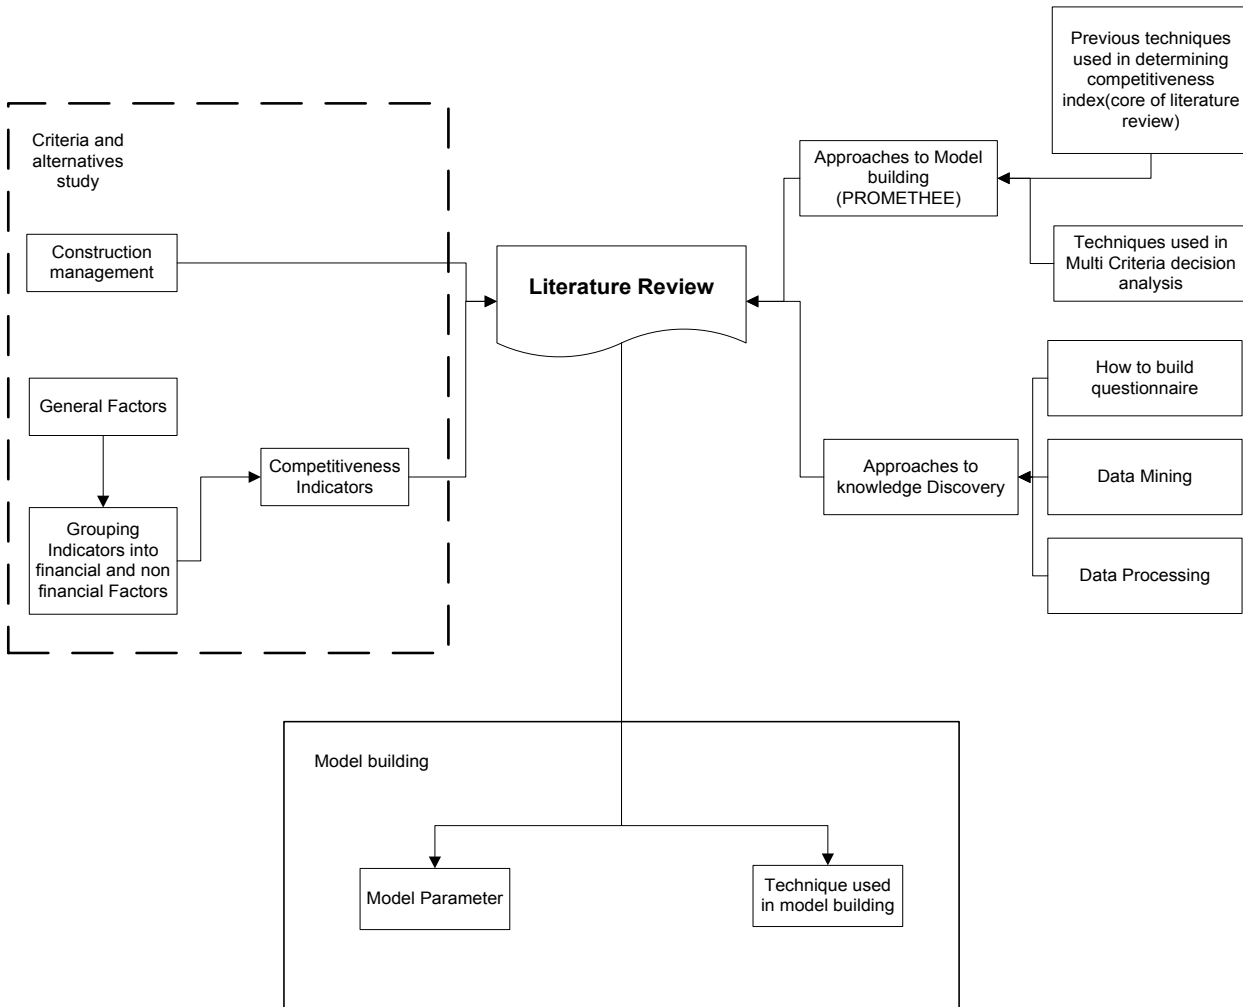 Previous techniques
used in determining
competitiveness
index(core of literature
review)
Criteria and
alternatives
study
Approaches to Model
building
(PROMETHEE)
Construction
management
Literature Review
Techniques used in
Multi Criteria decision
analysis
How to build
questionnaire
General Factors
Competitiveness
Indicators
Approaches to
knowledge Discovery
Data Mining
Grouping
Indicators into
financial and non
financial Factors
Data Processing
Model building
Model Parameter
Technique used
in model building